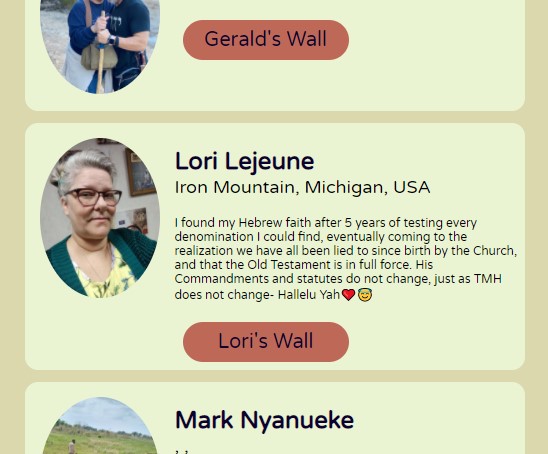 Gerald's Wall
Lori Lejeune
Iron Mountain, Michigan, USA
I found my Hebrew faith after 5 years of testing every
denomination I could find, eventually coming to the
realization we have all been lied to since birth by the Church,
and that the Old Testament is in full force. His
Commandments and statutes do not change, just as TMH
does not change- Hallelu Yah❤️😇
Lori's Wall
Mark Nyanueke
, ,